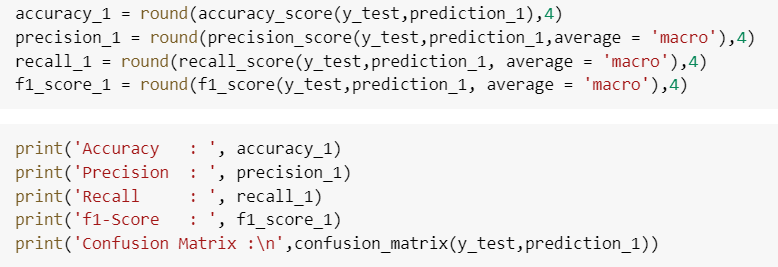 accuracy_1 = round(accuracy_score(y_test,prediction_1),4)
precision_1 = round(precision_score(y_test,prediction_1,average = 'macro'),4)
recall_1 = round(recall_score(y_test,prediction_1, average = 'macro'),4)
f1_score_1 = round(f1_score(y_test,prediction_1, average = 'macro'),4)
print('Accuracy   : ', accuracy_1)
print('Precision  : ', precision_1)
print('Recall     : ', recall_1)
print('f1-Score   : ', f1_score_1)
print('Confusion Matrix :\n',confusion_matrix(y_test,prediction_1))